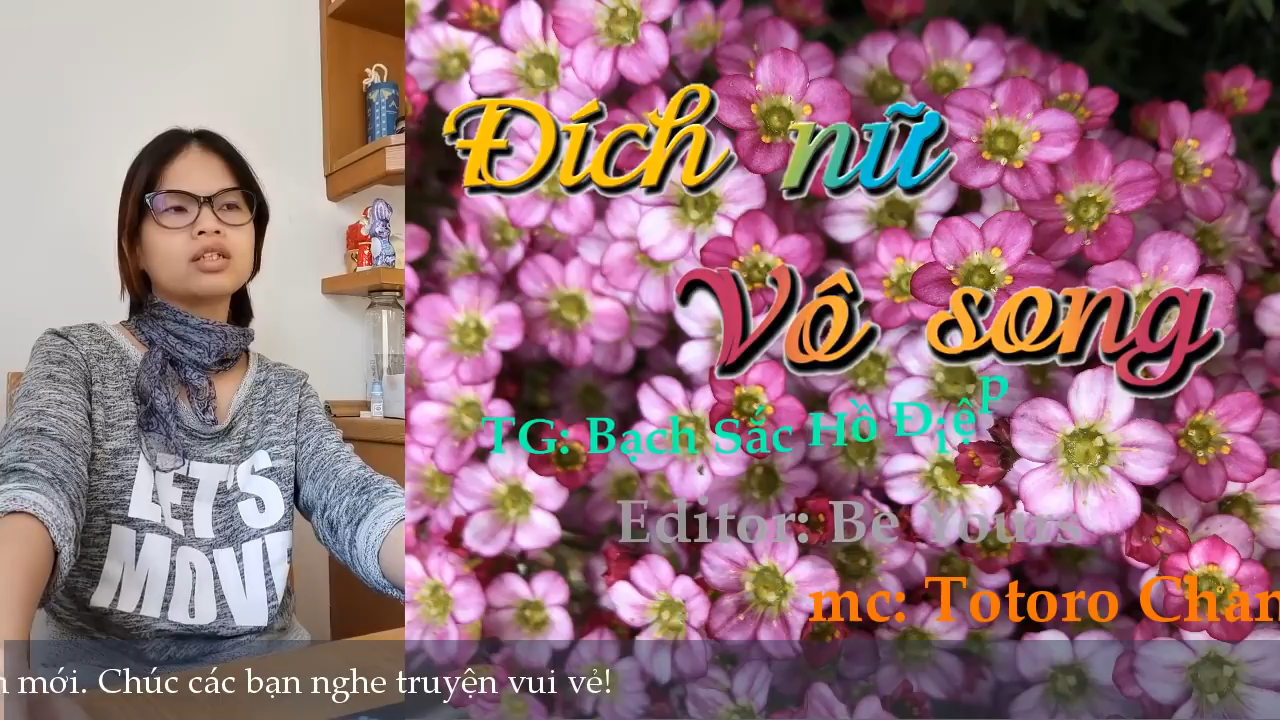 Đích nữ
Vô song
TG: Bạch Sắc Hồ Điệp
Editor: Be Yours
mc: Totoro Chan
LET'S
MOVE
mới. Chúc các bạn nghe truyện vui vẻ!